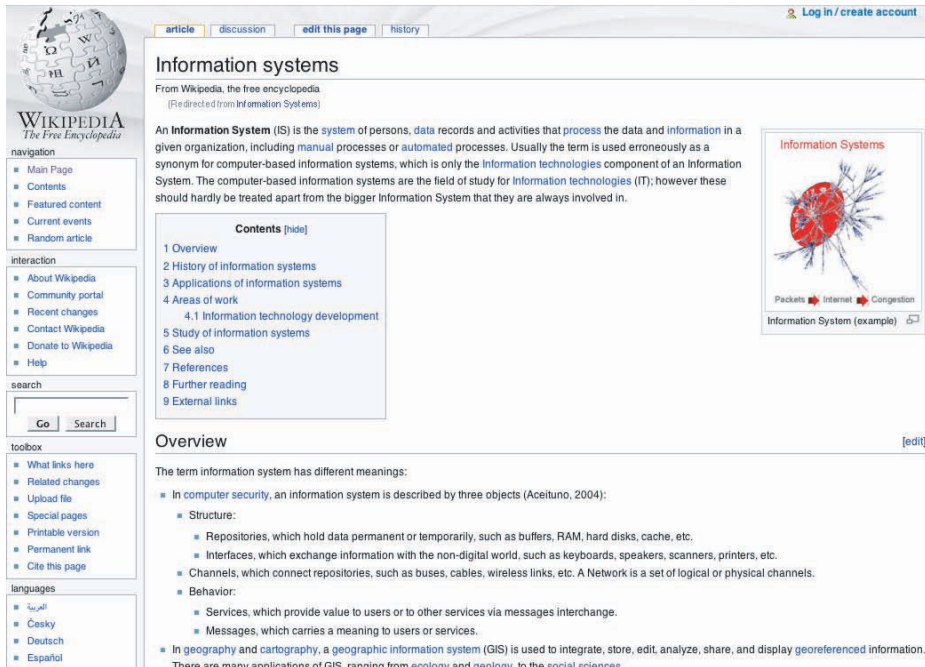 Log in / create account
article
discussion
edit this page
history
WIKIPEDIA
The Free Encyclopedia
navigation
Main Page
Contents
Featured content
Current events
Random article
interaction
About Wikipedia
Community portal
Recent changes
Contact Wikipedia
Donate to Wikipedia
Help
search
Go Search
toolbox
What links here
Related changes
Upload file
Special pages
Printable version
Permanent link
Cite this page
languages
العربية
Česky
Deutsch
Español
Information systems
From Wikipedia, the free encyclopedia
(Redirected from Information Systems)
An Information System (IS) is the system of persons, data records and activities that process the data and information in a
given organization, including manual processes or automated processes. Usually the term is used erroneously as a
synonym for computer-based information systems, which is only the Information technologies component of an Information
System. The computer-based information systems are the field of study for Information technologies (IT); however these
should hardly be treated apart from the bigger Information System that they are always involved in.
Information Systems
Packets Internet Congestion
Information System (example)
Contents [hide]
1 Overview
2 History of information systems
3 Applications of information systems
4 Areas of work
4.1 Information technology development
5 Study of information systems
6 See also
7 References
8 Further reading
9 External links
Overview
[edit]
The term information system has different meanings:
In computer security, an information system is described by three objects (Aceituno, 2004):
Structure:
Repositories, which hold data permanent or temporarily, such as buffers, RAM, hard disks, cache, etc.
Interfaces, which exchange information with the non-digital world, such as keyboards, speakers, scanners, printers, etc.
Channels, which connect repositories, such as buses, cables, wireless links, etc. A Network is a set of logical or physical channels.
Behavior:
Services, which provide value to users or to other services via messages interchange.
Messages, which carries a meaning to users or services.
In geography and cartography, a geographic information system (GIS) is used to integrate, store, edit, analyze, share, and display georeferenced information.
There are many applications of GIS, ranging from ecology and geology, to the social sciences.